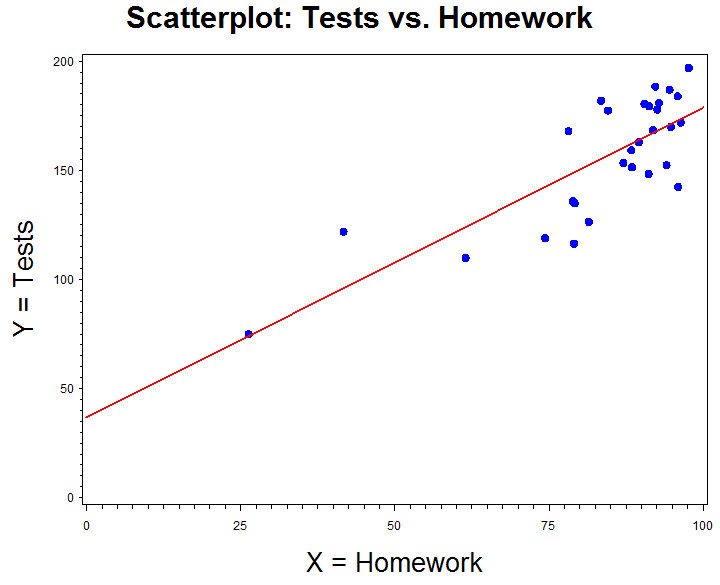 Scatterplot: Tests vs. Homework
200
150
100
50
0
Y = Tests
0 25 50 75 100
X = Homework